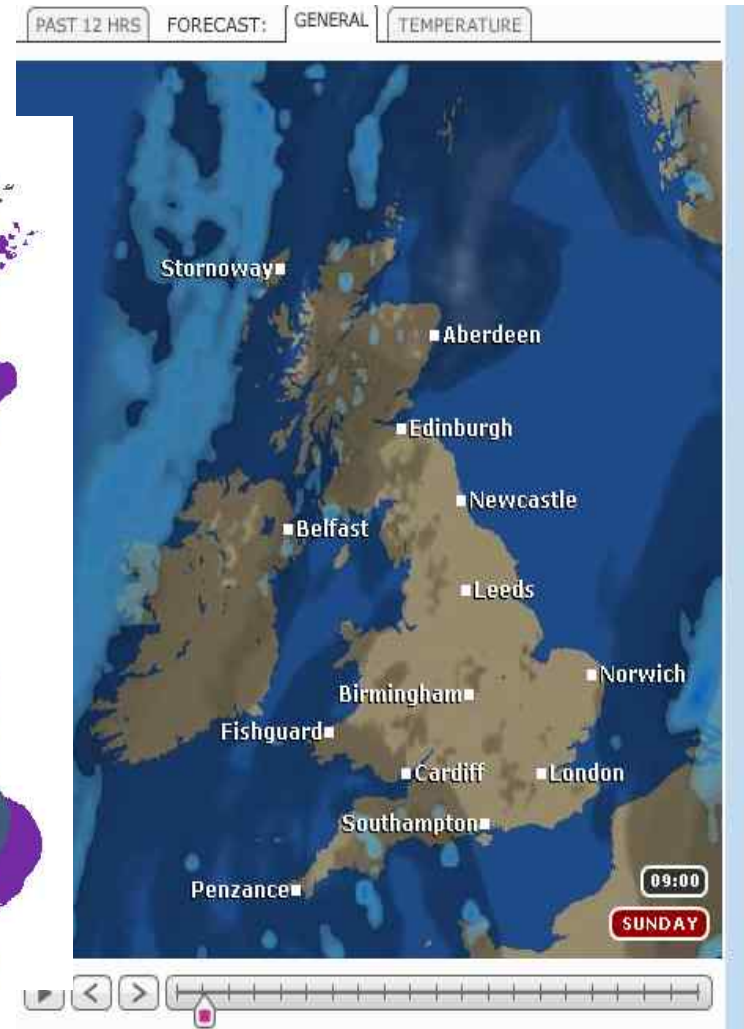 PAST 12 HRS FORECAST: GENERAL TEMPERATURE
Stornoway
Aberdeen
Edinburgh
Newcastle
Belfast
Leeds
Norwich
Birmingham
Fishguard
Cardiff London
Southampton
09:00
Penzance
SUNDAY